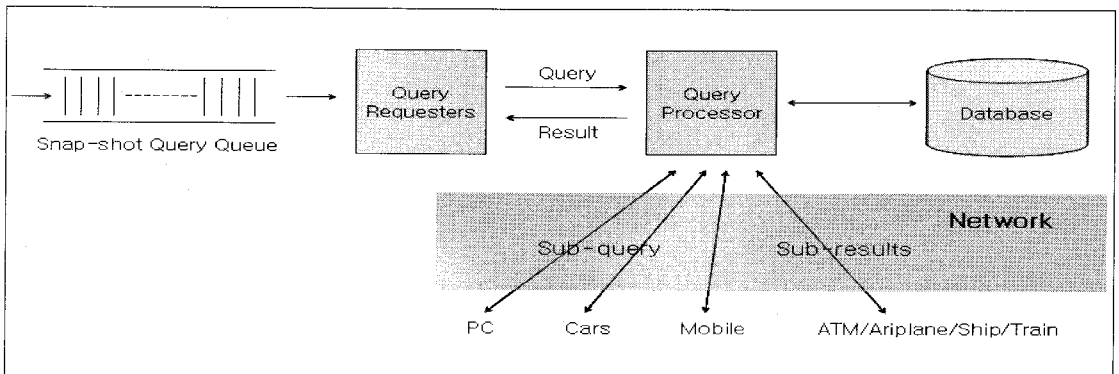 Snap-shot Query Queue
Query
Requesters
Query
Result
Query
Processor
Database
Network
Sub-query
Sub-results
PC
Cars
Mobile
ATM/Ariplane/Ship/Train